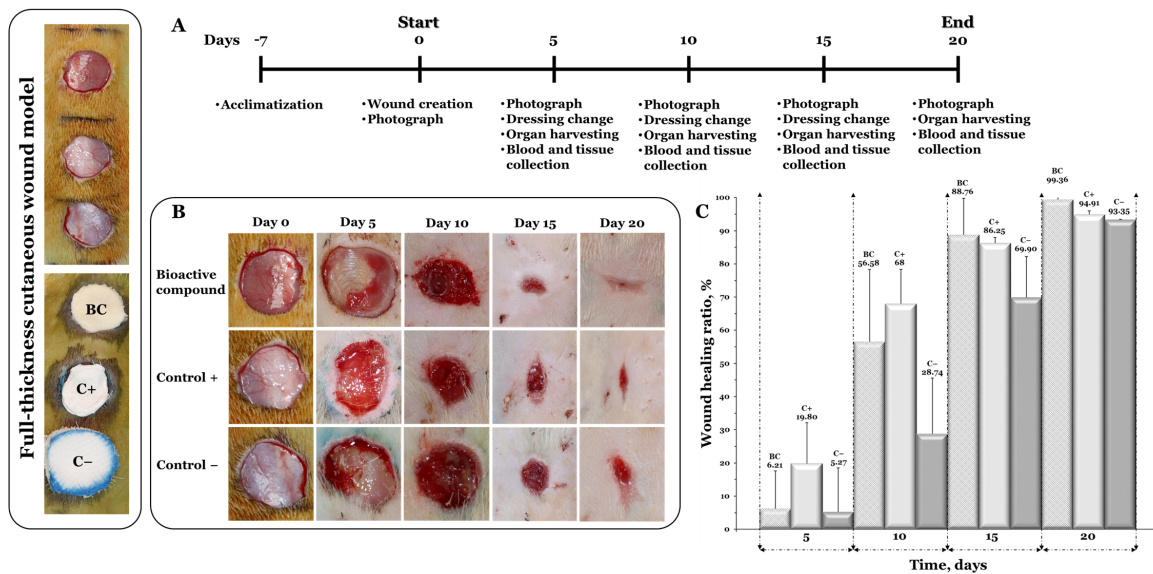 Full-thickness cutaneous wound model
BC
C+
C−
A
Start
End
Days -7 0 5 10 15 20
·Acclimatization
·Wound creation
·Photograph
·Photograph
·Dressing change
·Organ harvesting
·Blood and tissue
collection
·Photograph
·Dressing change
·Organ harvesting
·Blood and tissue
collection
·Photograph
·Dressing change
·Organ harvesting
·Blood and tissue
collection
·Photograph
·Organ harvesting
·Blood and tissue
collection
B
Day 0 Day 5 Day 10 Day 15 Day 20
Bioactive
compound
Control +
Control −
C
Wound healing ratio, %
100
90
80
70
60
50
40
30
20
10
0
BC
6.21
C+
19.80
C−
5.27
BC
56.58
C+
68
C−
28.74
BC
88.76
C+
86.25
C−
69.90
BC
99.36
C+
94.91
C−
93.35
5 10 15 20
Time, days